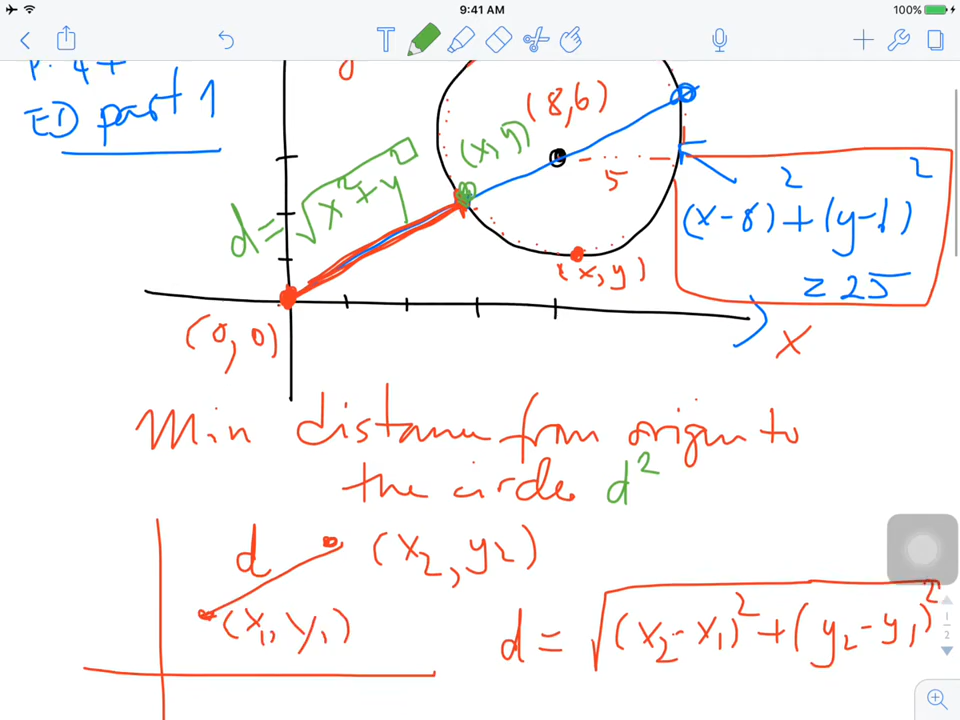 9:41 AM
100%
T
ED part 1
y
(8,6)
(x,y)
5
d = √x²+y²
(x-8)²+(y-6)²
= 25
(x,y)
(0,0)
x
Min distance from origin to
the circle d²
d
(x₂,y₂)
(x₁,y₁)
d = √(x₂-x₁)²+(y₂-y₁)²
1
2